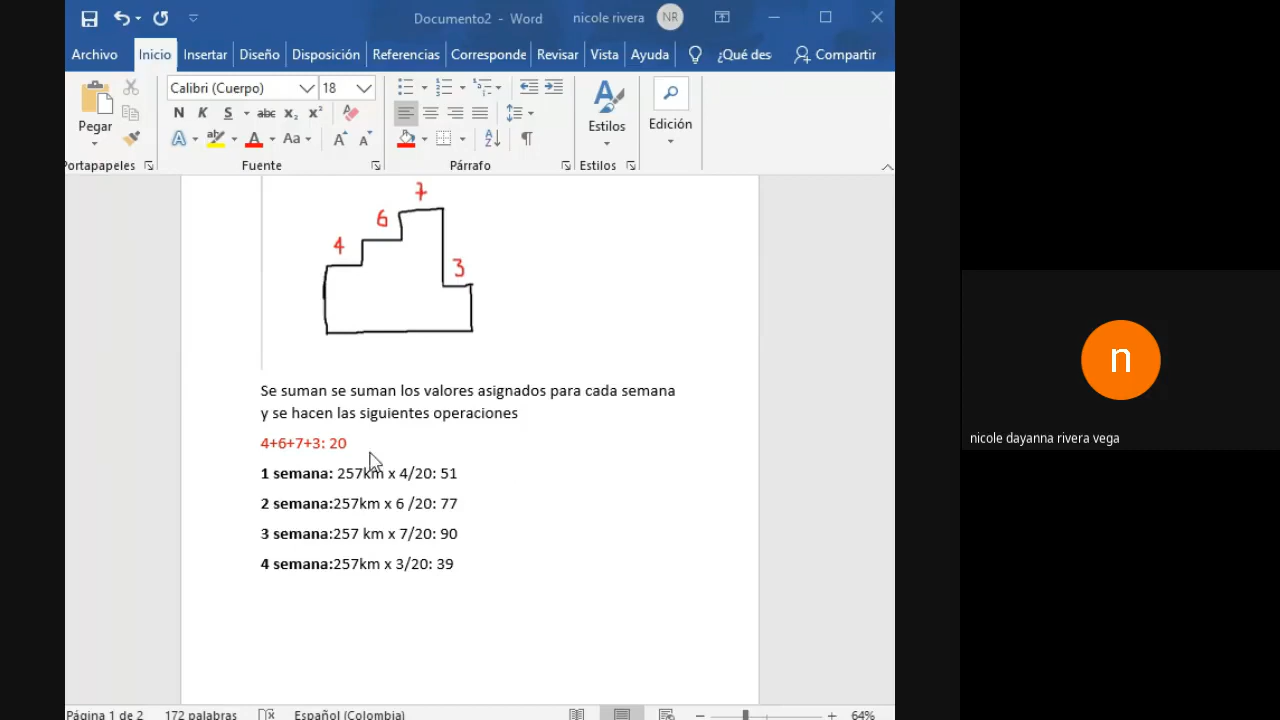 Documento2 - Word
nicole rivera
NR
Archivo
Inicio
Insertar
Diseño
Disposición
Referencias
Corresponde
Revisar
Vista
Ayuda
¿Qué des
Compartir
Pegar
Portapapeles
Calibri (Cuerpo)
18
N K S abc x₂ x²
A A Aa A A
Fuente
Párrafo
Estilos
Estilos
Edición
7
6
4
3
Se suman se suman los valores asignados para cada semana
y se hacen las siguientes operaciones
4+6+7+3: 20
1 semana: 257km x 4/20: 51
2 semana:257km x 6 /20: 77
3 semana:257 km x 7/20: 90
4 semana:257km x 3/20: 39
Página 1 de 2
172 palabras
Español (Colombia)
64%
n
nicole dayanna rivera vega